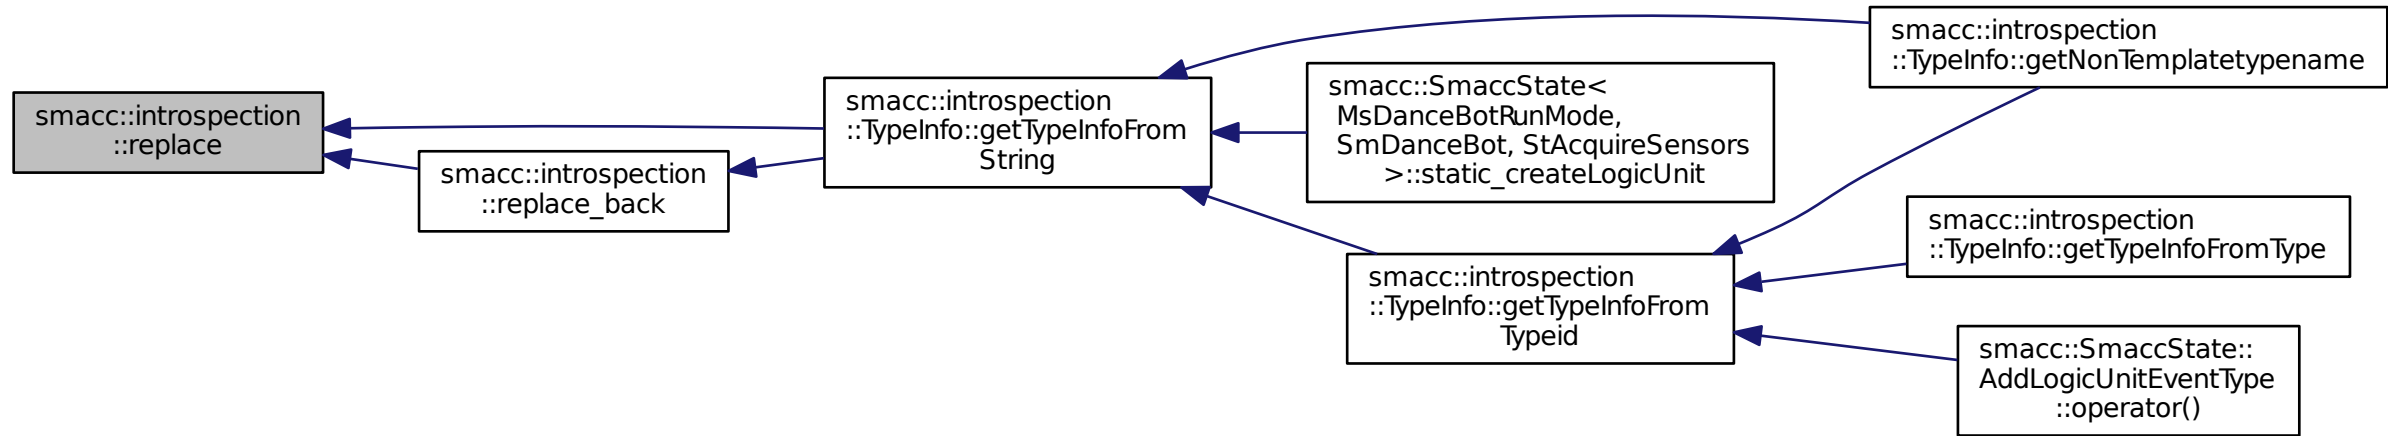 smacc::introspection
::replace
smacc::introspection
::replace_back
smacc::introspection
::TypeInfo::getTypeInfoFrom
String
smacc::introspection
::TypeInfo::getNonTemplatetypename
smacc::SmaccState<
MsDanceBotRunMode,
SmDanceBot, StAcquireSensors
>::static_createLogicUnit
smacc::introspection
::TypeInfo::getTypeInfoFrom
Typeid
smacc::introspection
::TypeInfo::getTypeInfoFromType
smacc::SmaccState::
AddLogicUnitEventType
::operator()